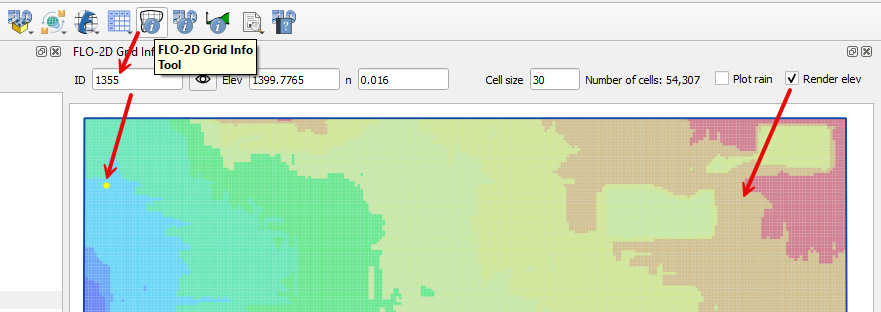 FLO-2D Grid Inf
FLO-2D Grid Info
Tool
ID 1355 Elev 1399.7765 n 0.016 Cell size 30 Number of cells: 54,307 Plot rain Render elev